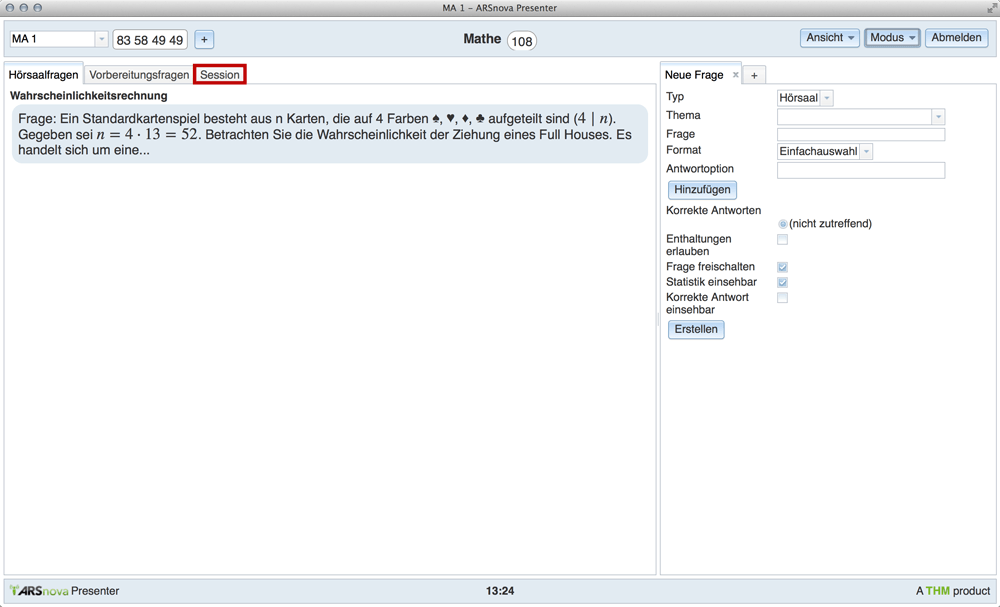 MA 1 – ARSnova Presenter
MA 1 83 58 49 49 + Mathe 108 Ansicht Modus Abmelden
Hörsaalfragen Vorbereitungsfragen Session
Wahrscheinlichkeitsrechnung
Frage: Ein Standardkartenspiel besteht aus n Karten, die auf 4 Farben ♠, ♥, ♦, ♣ aufgeteilt sind (4 | n).
Gegeben sei n = 4 · 13 = 52. Betrachten Sie die Wahrscheinlichkeit der Ziehung eines Full Houses. Es
handelt sich um eine...
Neue Frage × +
Typ Hörsaal
Thema
Frage
Format Einfachauswahl
Antwortoption
Hinzufügen
Korrekte Antworten
(nicht zutreffend)
Enthaltungen
erlauben
Frage freischalten
Statistik einsehbar
Korrekte Antwort
einsehbar
Erstellen
ARSnova Presenter 13:24 A THM product